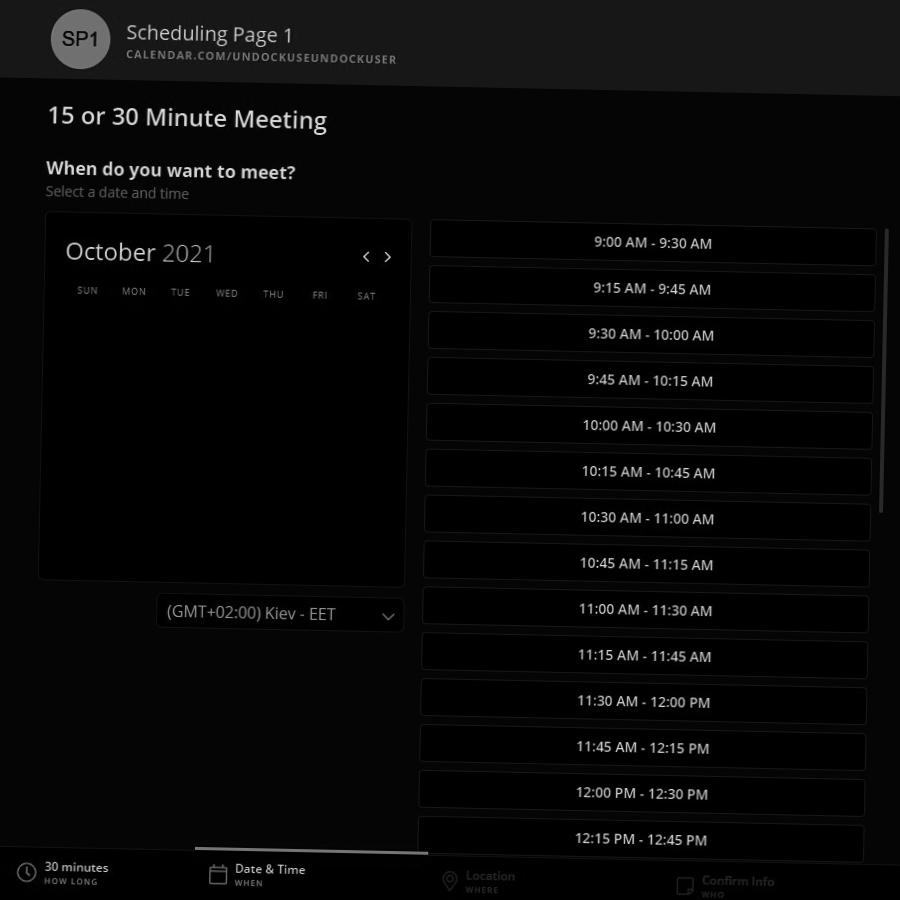 SP1
Scheduling Page 1
CALENDAR.COM/UNDOCKUSEUNDOCKUSER
15 or 30 Minute Meeting
When do you want to meet?
Select a date and time
October 2021
SUN MON TUE WED THU FRI SAT
(GMT+02:00) Kiev - EET
9:00 AM - 9:30 AM
9:15 AM - 9:45 AM
9:30 AM - 10:00 AM
9:45 AM - 10:15 AM
10:00 AM - 10:30 AM
10:15 AM - 10:45 AM
10:30 AM - 11:00 AM
10:45 AM - 11:15 AM
11:00 AM - 11:30 AM
11:15 AM - 11:45 AM
11:30 AM - 12:00 PM
11:45 AM - 12:15 PM
12:00 PM - 12:30 PM
12:15 PM - 12:45 PM
30 minutes
HOW LONG
Date & Time
WHEN
Location
WHERE
Confirm Info
WHO